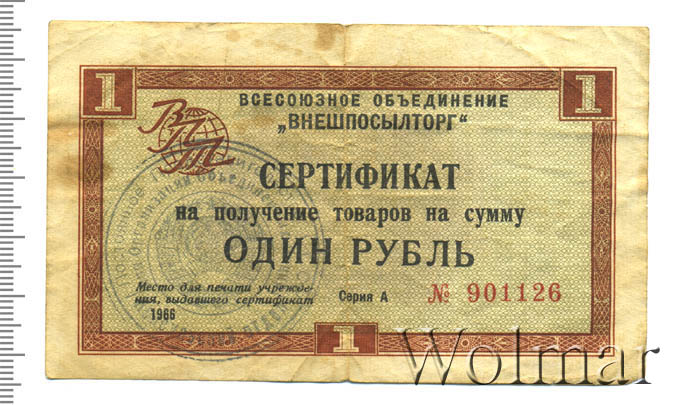 1 1
ВСЕСОЮЗНОЕ ОБЪЕДИНЕНИЕ
„ВНЕШПОСЫЛТОРГ“
ВПТ
СЕРТИФИКАТ
на получение товаров на сумму
ОДИН РУБЛЬ
Место для печати учрежде-
ния, выдавшего сертификат
1966
Серия А № 901126
1
Wolmar